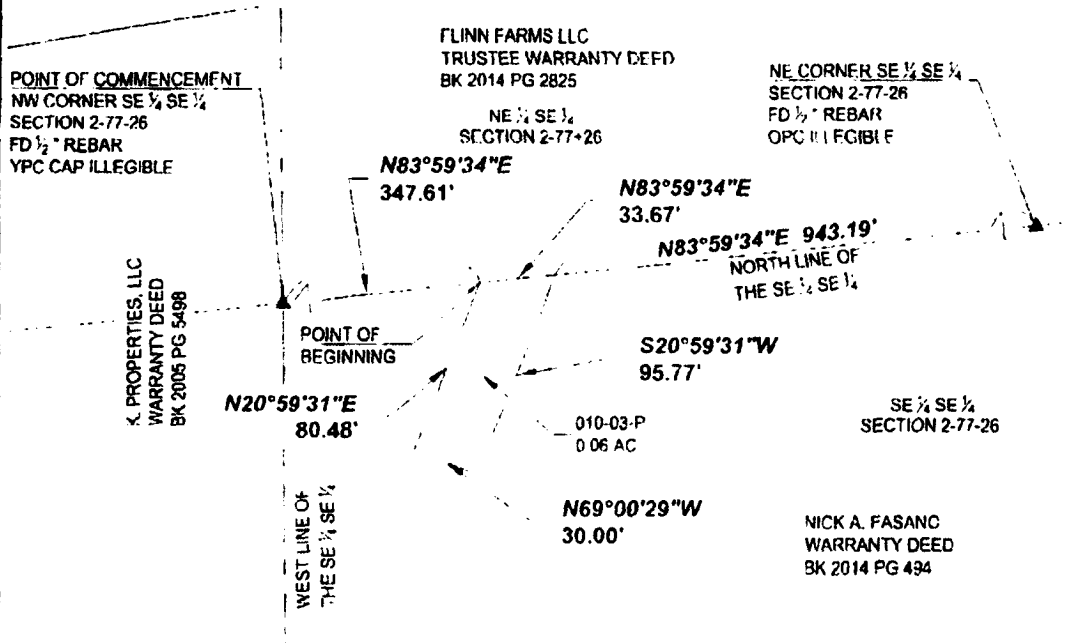 FLINN FARMS LLC
TRUSTEE WARRANTY DEED
BK 2014 PG 2825
NE ¼ SE ¼
SECTION 2-77-26
POINT OF COMMENCEMENT
NW CORNER SE ¼ SE ¼
SECTION 2-77-26
FD ½" REBAR
YPC CAP ILLEGIBLE
NE CORNER SE ¼ SE ¼
SECTION 2-77-26
FD ½" REBAR
OPC ILLEGIBLE
N83°59'34"E
347.61'
N83°59'34"E
33.67'
N83°59'34"E 943.19'
NORTH LINE OF
THE SE ¼ SE ¼
K. PROPERTIES, LLC
WARRANTY DEED
BK 2005 PG 5498
POINT OF
BEGINNING
S20°59'31"W
95.77'
N20°59'31"E
80.48'
010-03-P
0.06 AC
SE ¼ SE ¼
SECTION 2-77-26
N69°00'29"W
30.00'
WEST LINE OF
THE SE ¼ SE ¼
NICK A. FASANO
WARRANTY DEED
BK 2014 PG 494